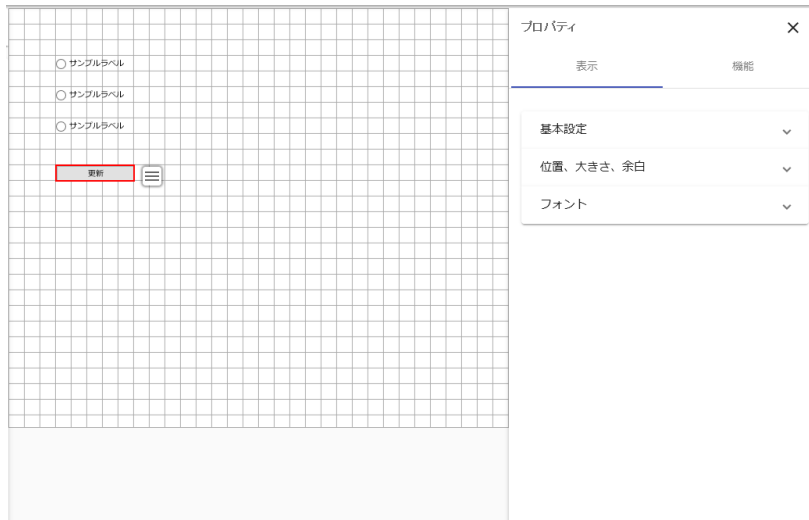 サンプルラベル
サンプルラベル
サンプルラベル
更新
プロパティ
表示 機能
基本設定
位置、大きさ、余白
フォント